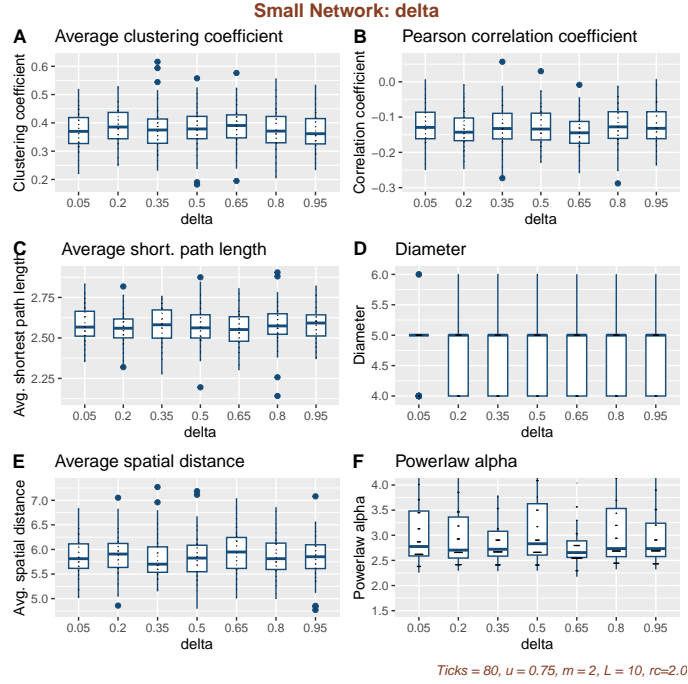 Small Network: delta
A Average clustering coefficient
Clustering coefficient
0.6
0.5
0.4
0.3
0.2
0.05 0.2 0.35 0.5 0.65 0.8 0.95
delta
B Pearson correlation coefficient
Correlation coefficient
0.0
−0.1
−0.2
−0.3
0.05 0.2 0.35 0.5 0.65 0.8 0.95
delta
C Average short. path length
Avg. shortest path length
2.75
2.50
2.25
0.05 0.2 0.35 0.5 0.65 0.8 0.95
delta
D Diameter
Diameter
6.0
5.5
5.0
4.5
4.0
0.05 0.2 0.35 0.5 0.65 0.8 0.95
delta
E Average spatial distance
Avg. spatial distance
7.0
6.5
6.0
5.5
5.0
0.05 0.2 0.35 0.5 0.65 0.8 0.95
delta
F Powerlaw alpha
Powerlaw alpha
4.0
3.5
3.0
2.5
2.0
1.5
0.05 0.2 0.35 0.5 0.65 0.8 0.95
delta
Ticks = 80, u = 0.75, m = 2, L = 10, rc=2.0